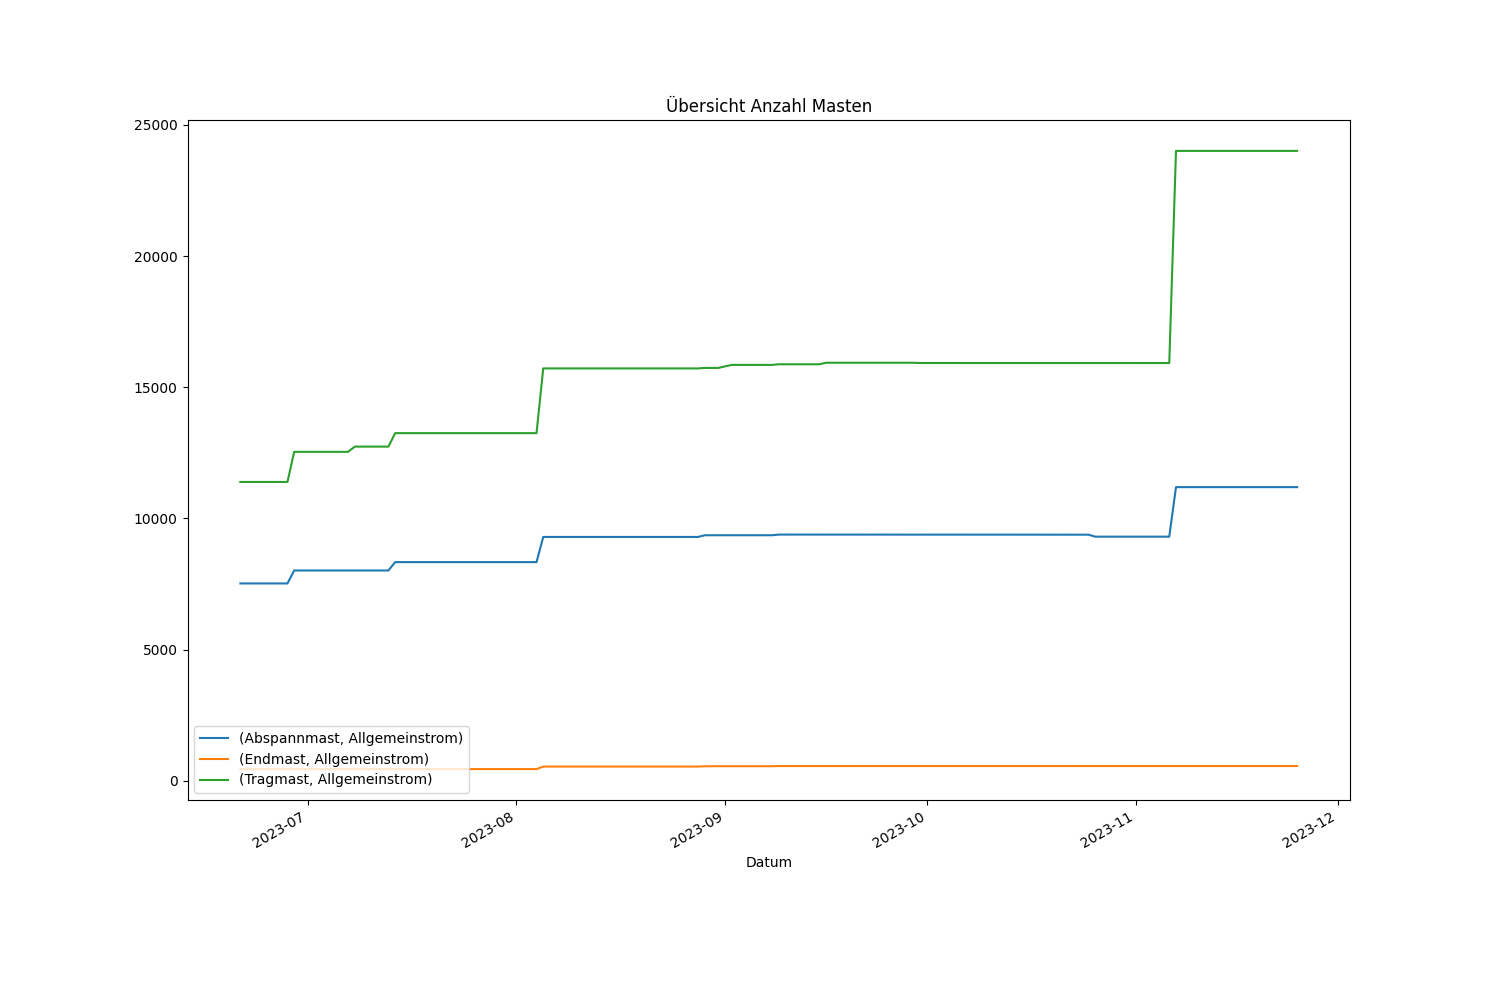 Übersicht Anzahl Masten
25000
20000
15000
10000
5000
0
(Abspannmast, Allgemeinstrom)
(Endmast, Allgemeinstrom)
(Tragmast, Allgemeinstrom)
2023-07
2023-08
2023-09
2023-10
2023-11
2023-12
Datum